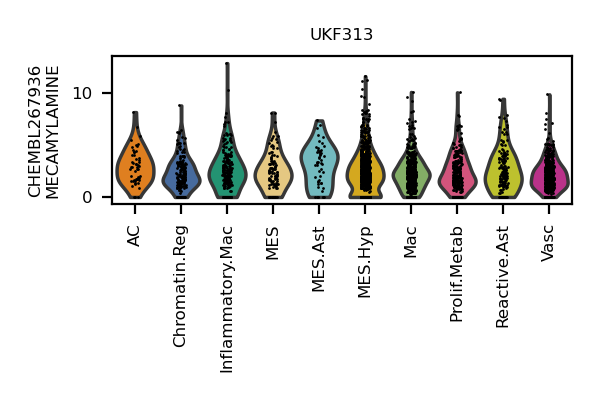 UKF313
CHEMBL267936
MECAMYLAMINE
10
0
AC
Chromatin.Reg
Inflammatory.Mac
MES
MES.Ast
MES.Hyp
Mac
Prolif.Metab
Reactive.Ast
Vasc